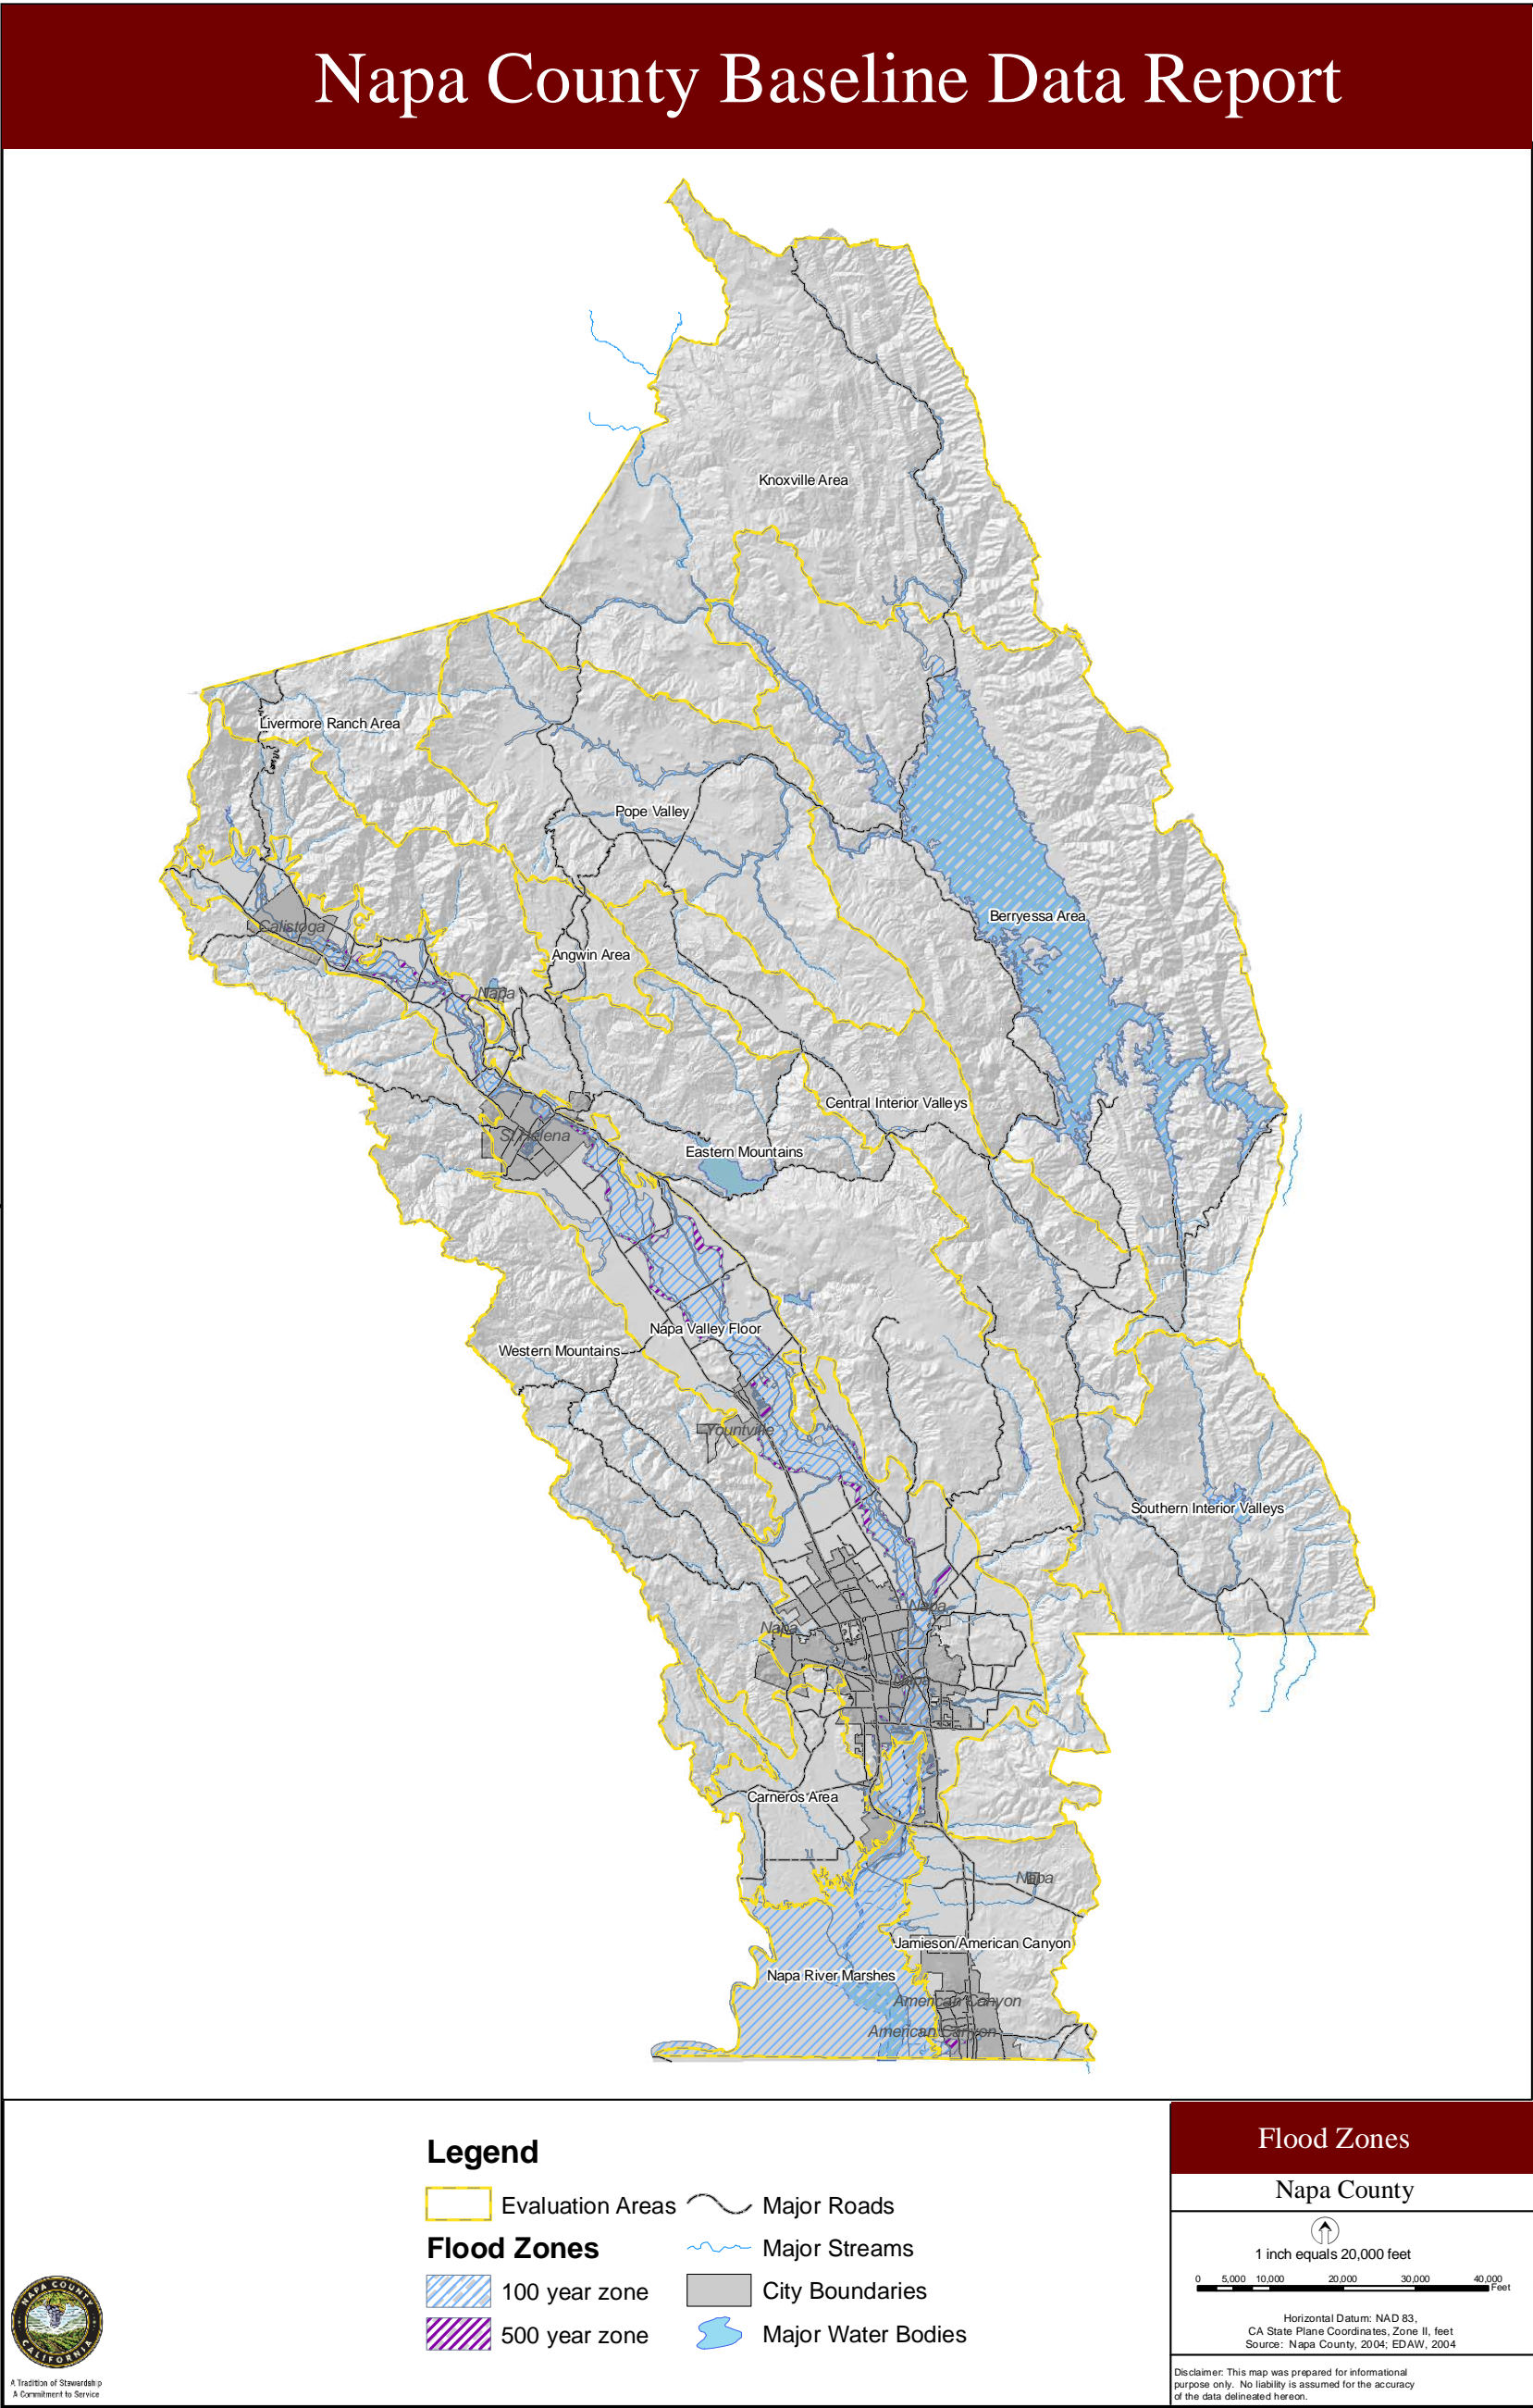 Napa County Baseline Data Report
Knoxville Area
Livermore Ranch Area
Pope Valley
Berryessa Area
Calistoga
Angwin Area
Napa
Central Interior Valleys
St Helena
Eastern Mountains
Napa Valley Floor
Western Mountains
Yountville
Southern Interior Valleys
Napa
Napa
Napa
Carneros Area
Napa
Jamieson/American Canyon
Napa River Marshes
American Canyon
American Canyon
Legend
Evaluation Areas
Major Roads
Flood Zones
Major Streams
100 year zone
City Boundaries
500 year zone
Major Water Bodies
NAPA COUNTY
CALIFORNIA
A Tradition of Stewardship
A Commitment to Service
Flood Zones
Napa County
1 inch equals 20,000 feet
0 5,000 10,000 20,000 30,000 40,000
Feet
Horizontal Datum: NAD 83,
CA State Plane Coordinates, Zone II, feet
Source: Napa County, 2004; EDAW, 2004
Disclaimer: This map was prepared for informational
purpose only. No liability is assumed for the accuracy
of the data delineated hereon.